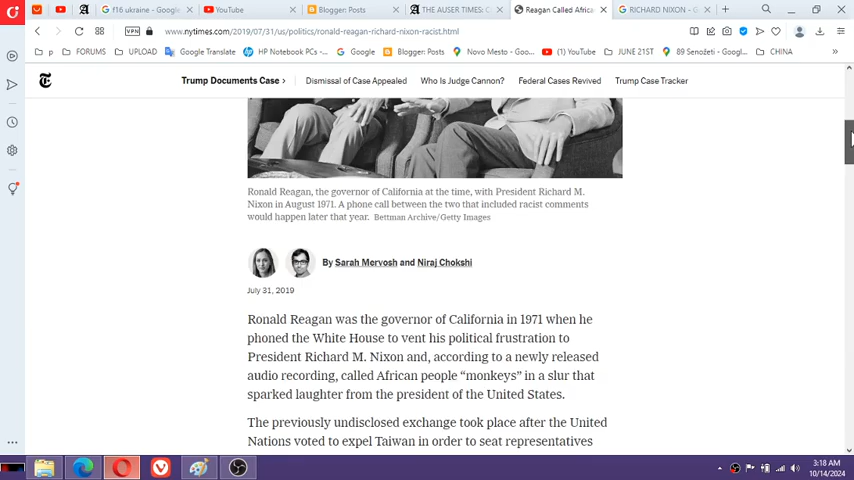 f16 ukraine - Google
YouTube
Blogger: Posts
THE AUSER TIMES:
Reagan Called Africa
RICHARD NIXON - G
VPN
www.nytimes.com/2019/07/31/us/politics/ronald-reagan-richard-nixon-racist.html
p
FORUMS
UPLOAD
Google Translate
HP Notebook PCs -...
Google
Blogger: Posts
Novo Mesto - Googl...
(1) YouTube
JUNE 21ST
89 Senožeti - Googl...
CHINA
Trump Documents Case
Dismissal of Case Appealed
Who Is Judge Cannon?
Federal Cases Revived
Trump Case Tracker
Ronald Reagan, the governor of California at the time, with President Richard M.
Nixon in August 1971. A phone call between the two that included racist comments
would happen later that year. Bettman Archive/Getty Images
By Sarah Mervosh and Niraj Chokshi
July 31, 2019
Ronald Reagan was the governor of California in 1971 when he
phoned the White House to vent his political frustration to
President Richard M. Nixon and, according to a newly released
audio recording, called African people “monkeys” in a slur that
sparked laughter from the president of the United States.
The previously undisclosed exchange took place after the United
Nations voted to expel Taiwan in order to seat representatives
3:18 AM
10/14/2024